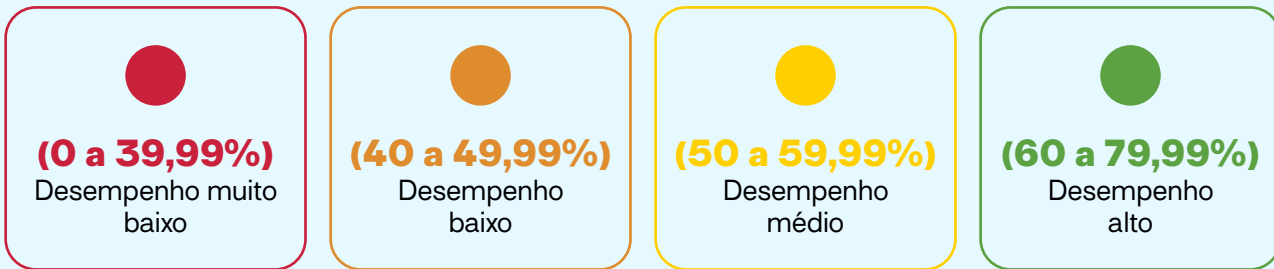 (0 a 39,99%)
Desempenho muito
baixo
(40 a 49,99%)
Desempenho
baixo
(50 a 59,99%)
Desempenho
médio
(60 a 79,99%)
Desempenho
alto